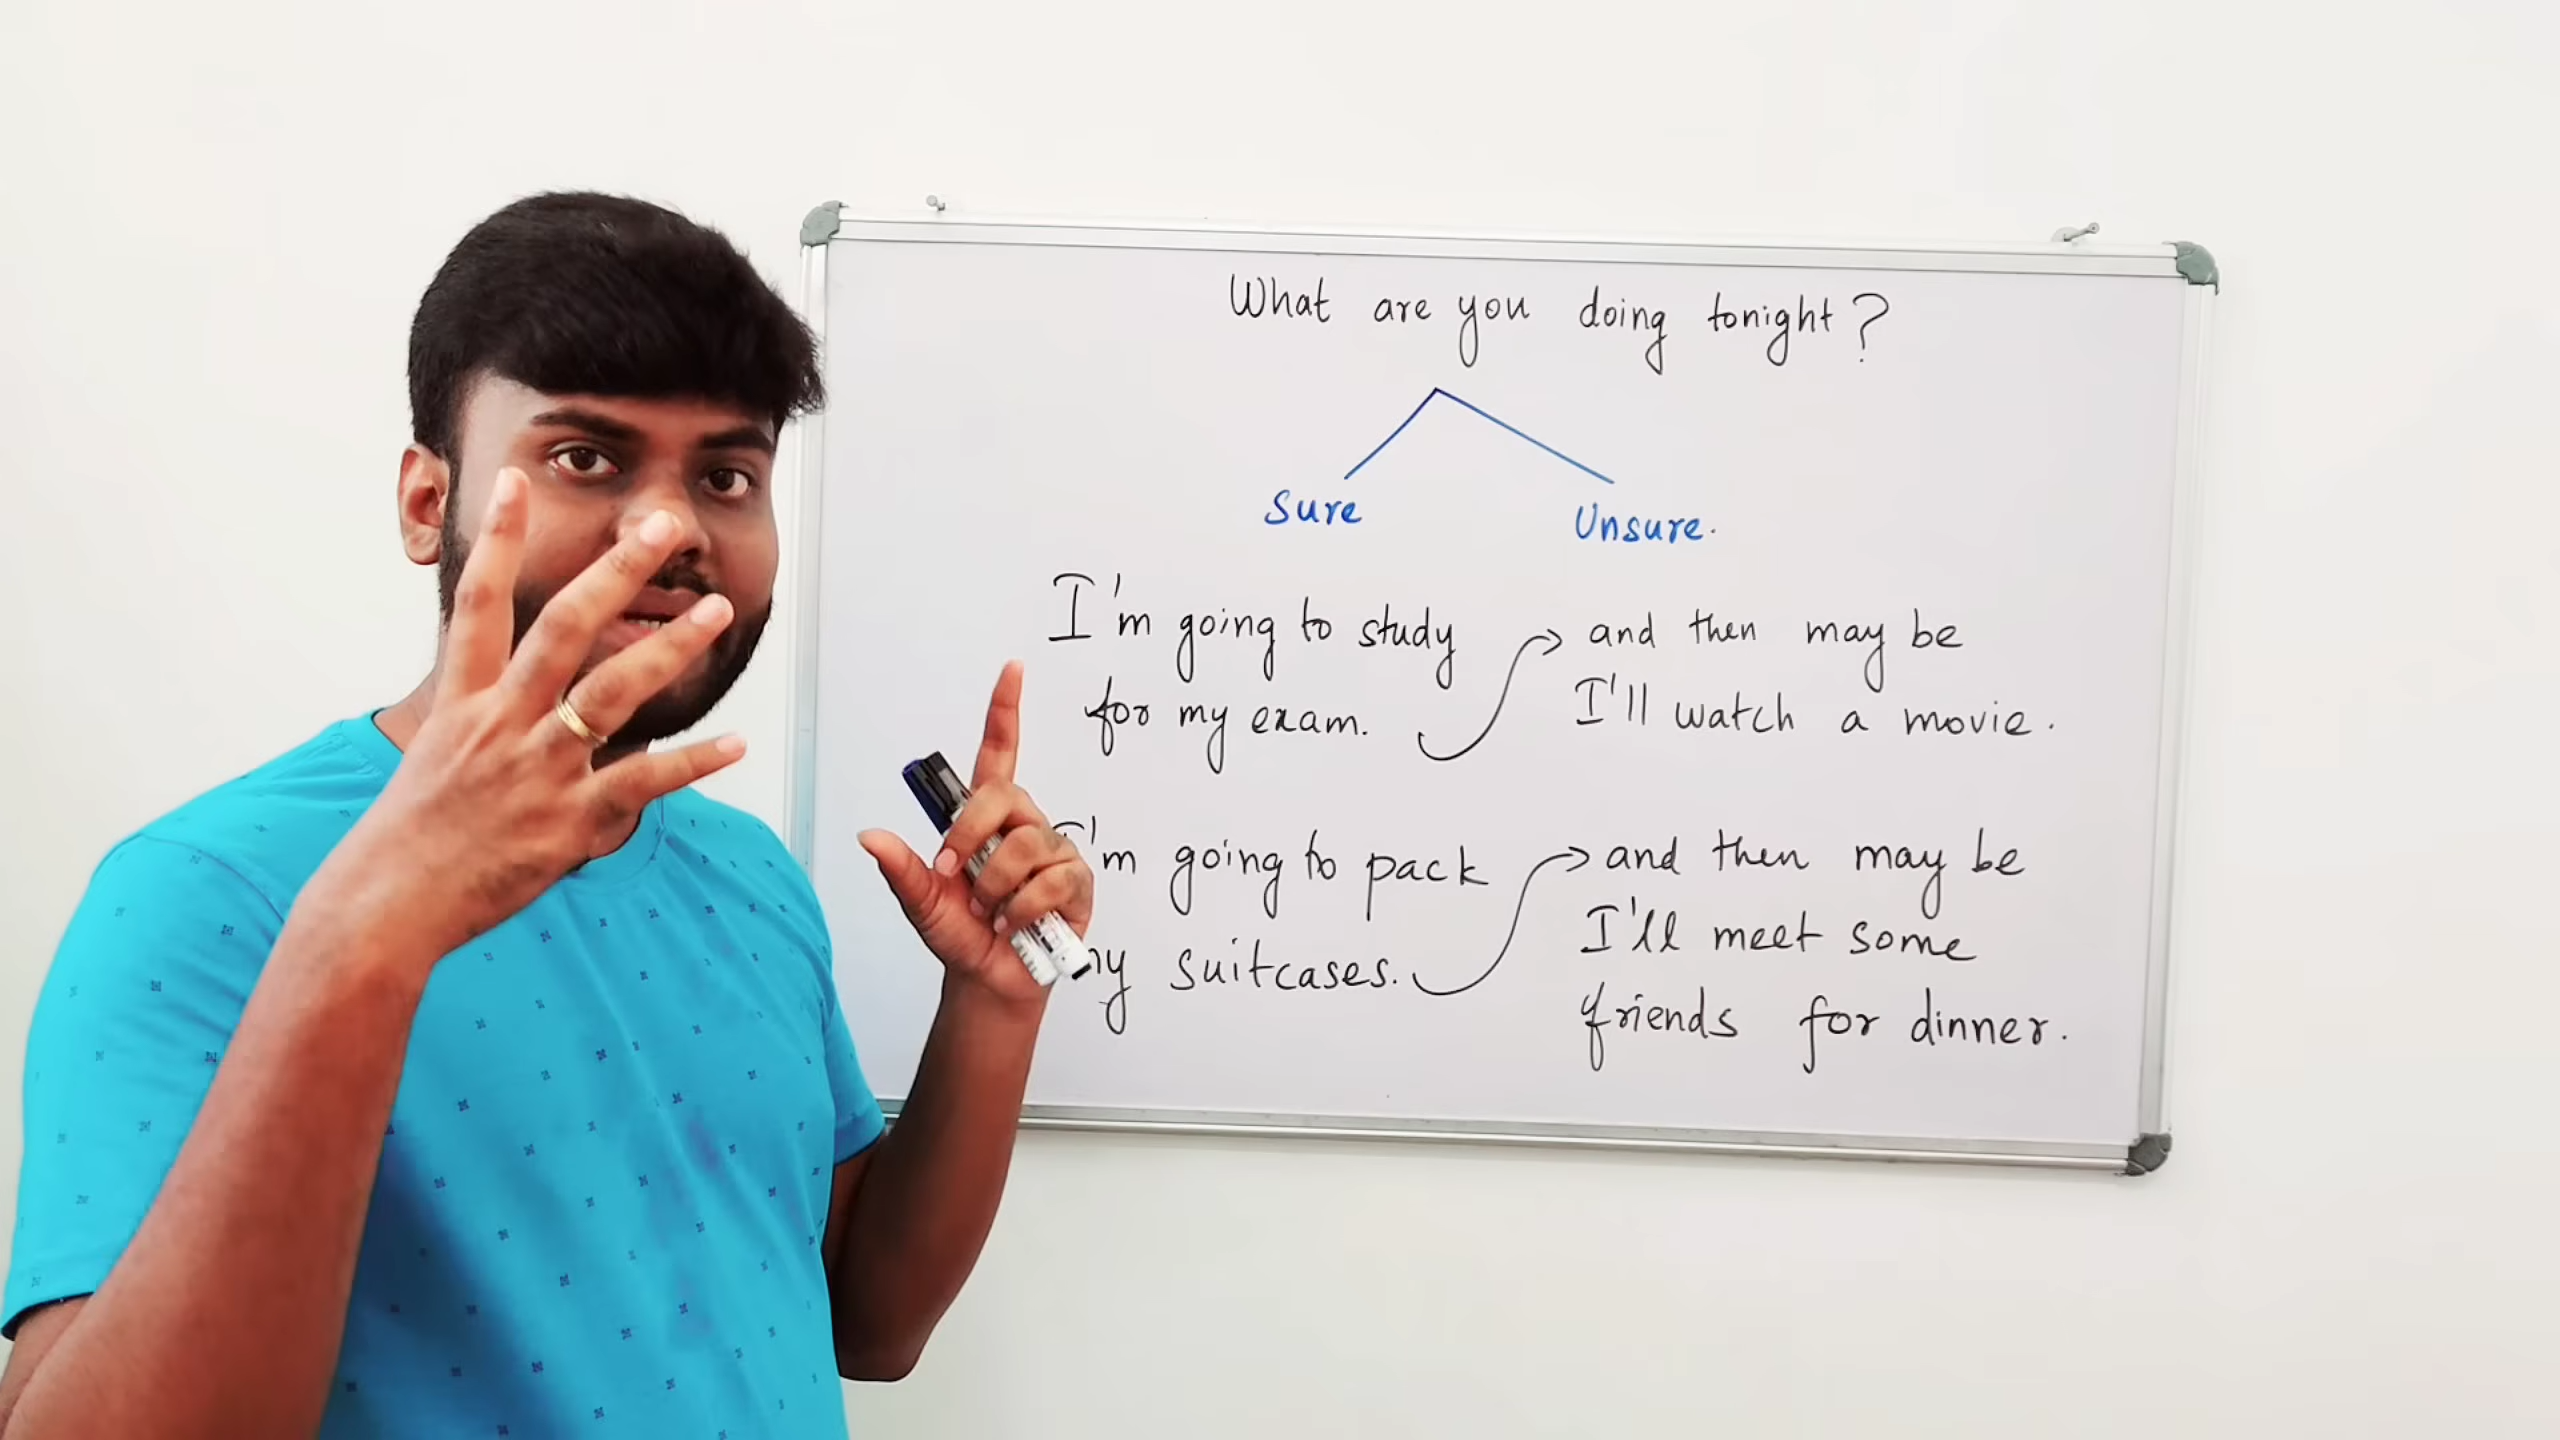 What are you doing tonight?
Sure
Unsure.
I'm going to study
for my exam.
and then may be
I'll watch a movie.
I'm going to pack
my suitcases.
and then may be
I'll meet some
friends for dinner.